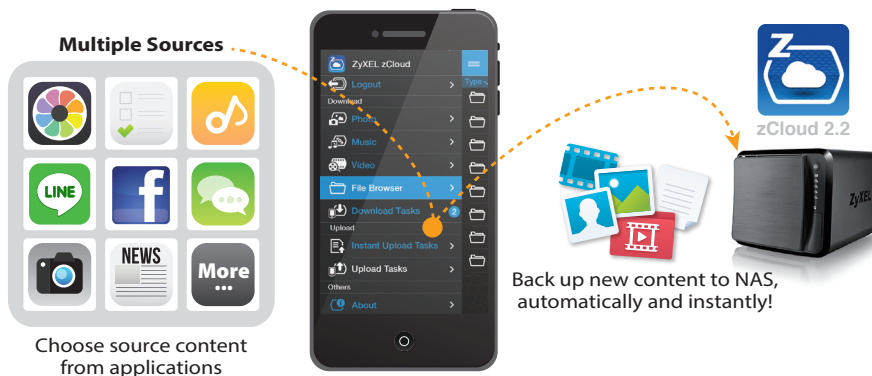 Multiple Sources
LINE
f
NEWS
More
Choose source content
from applications
ZyXEL zCloud
Logout
Download
Photo
Music
Video
File Browser
Download Tasks
2
Upload
Instant Upload Tasks
Upload Tasks
Others
About
Type
Z
zCloud 2.2
ZyXEL
Back up new content to NAS,
automatically and instantly!